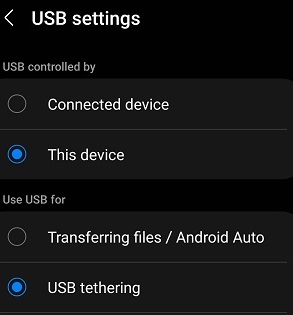 USB settings
USB controlled by
Connected device
This device
Use USB for
Transferring files / Android Auto
USB tethering